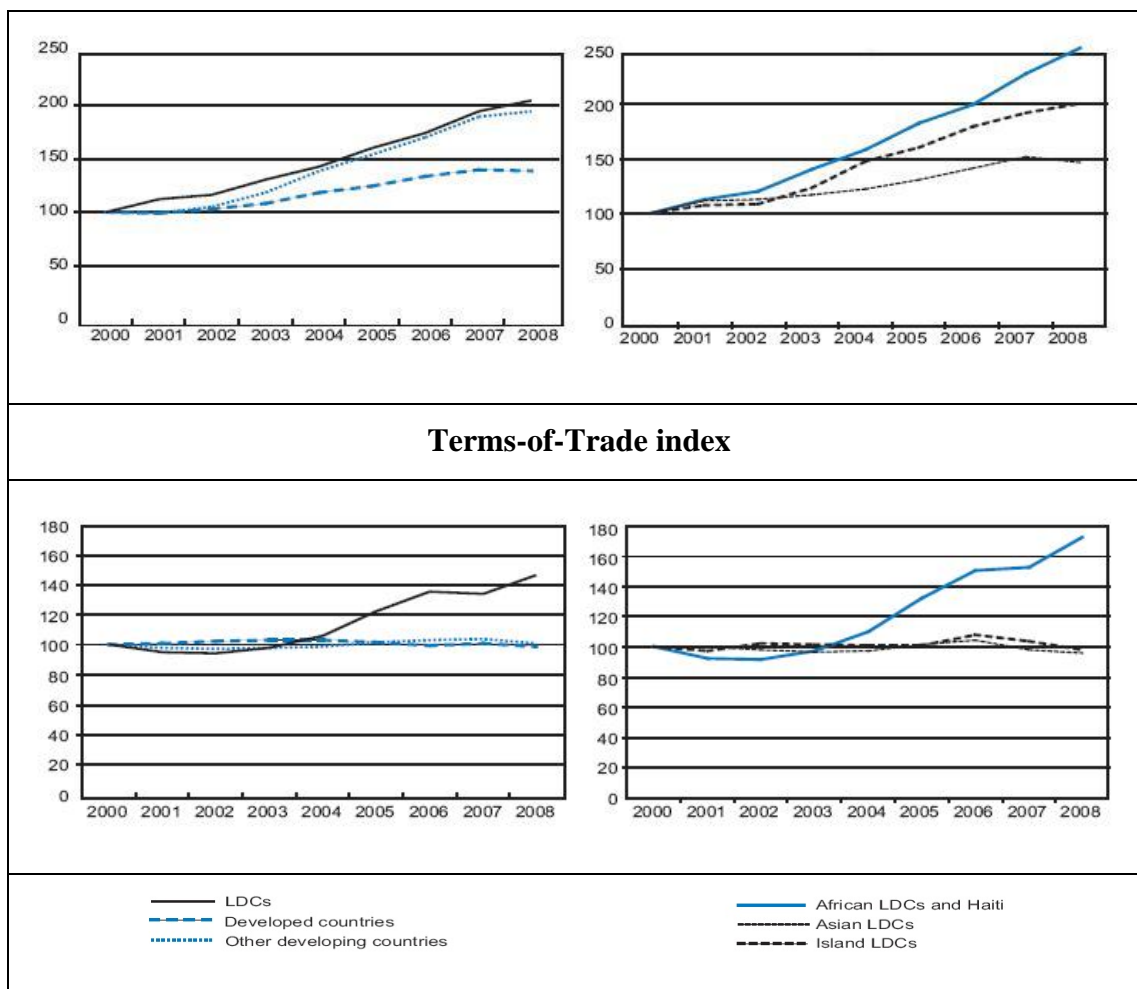 250
200
150
100
50
0
2000 2001 2002 2003 2004 2005 2006 2007 2008
250
200
150
100
50
0
2000 2001 2002 2003 2004 2005 2006 2007 2008
Terms-of-Trade index
180
160
140
120
100
80
60
40
20
0
2000 2001 2002 2003 2004 2005 2006 2007 2008
180
160
140
120
100
80
60
40
20
0
2000 2001 2002 2003 2004 2005 2006 2007 2008
LDCs
Developed countries
Other developing countries
African LDCs and Haiti
Asian LDCs
Island LDCs